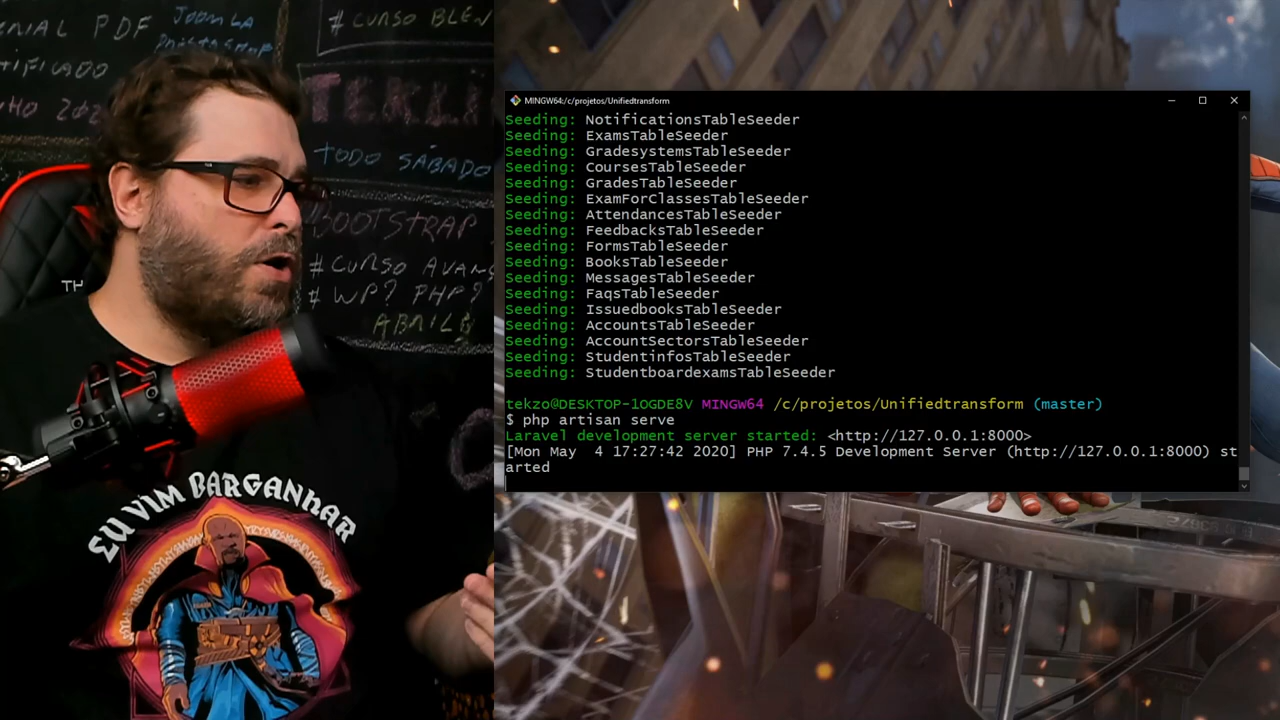 PDF
JOOMLA
# CURSO BLEN
TODO SÁBADO
BOOTSTRAP
# CURSO AVAN
# WP? PHP?
ABRIL
TH
EU VIM BARGANHAR
MINGW64:/c/projetos/Unifiedtransform
Seeding: NotificationsTableSeeder
Seeding: ExamsTableSeeder
Seeding: GradesystemsTableSeeder
Seeding: CoursesTableSeeder
Seeding: GradesTableSeeder
Seeding: ExamForClassesTableSeeder
Seeding: AttendancesTableSeeder
Seeding: FeedbacksTableSeeder
Seeding: FormsTableSeeder
Seeding: BooksTableSeeder
Seeding: MessagesTableSeeder
Seeding: FaqsTableSeeder
Seeding: IssuedbooksTableSeeder
Seeding: AccountsTableSeeder
Seeding: AccountSectorsTableSeeder
Seeding: StudentinfosTableSeeder
Seeding: StudentboardexamsTableSeeder
tekzo@DESKTOP-1OGDE8V MINGW64 /c/projetos/Unifiedtransform (master)
$ php artisan serve
Laravel development server started: <http://127.0.0.1:8000>
[Mon May  4 17:27:42 2020] PHP 7.4.5 Development Server (http://127.0.0.1:8000) st
arted